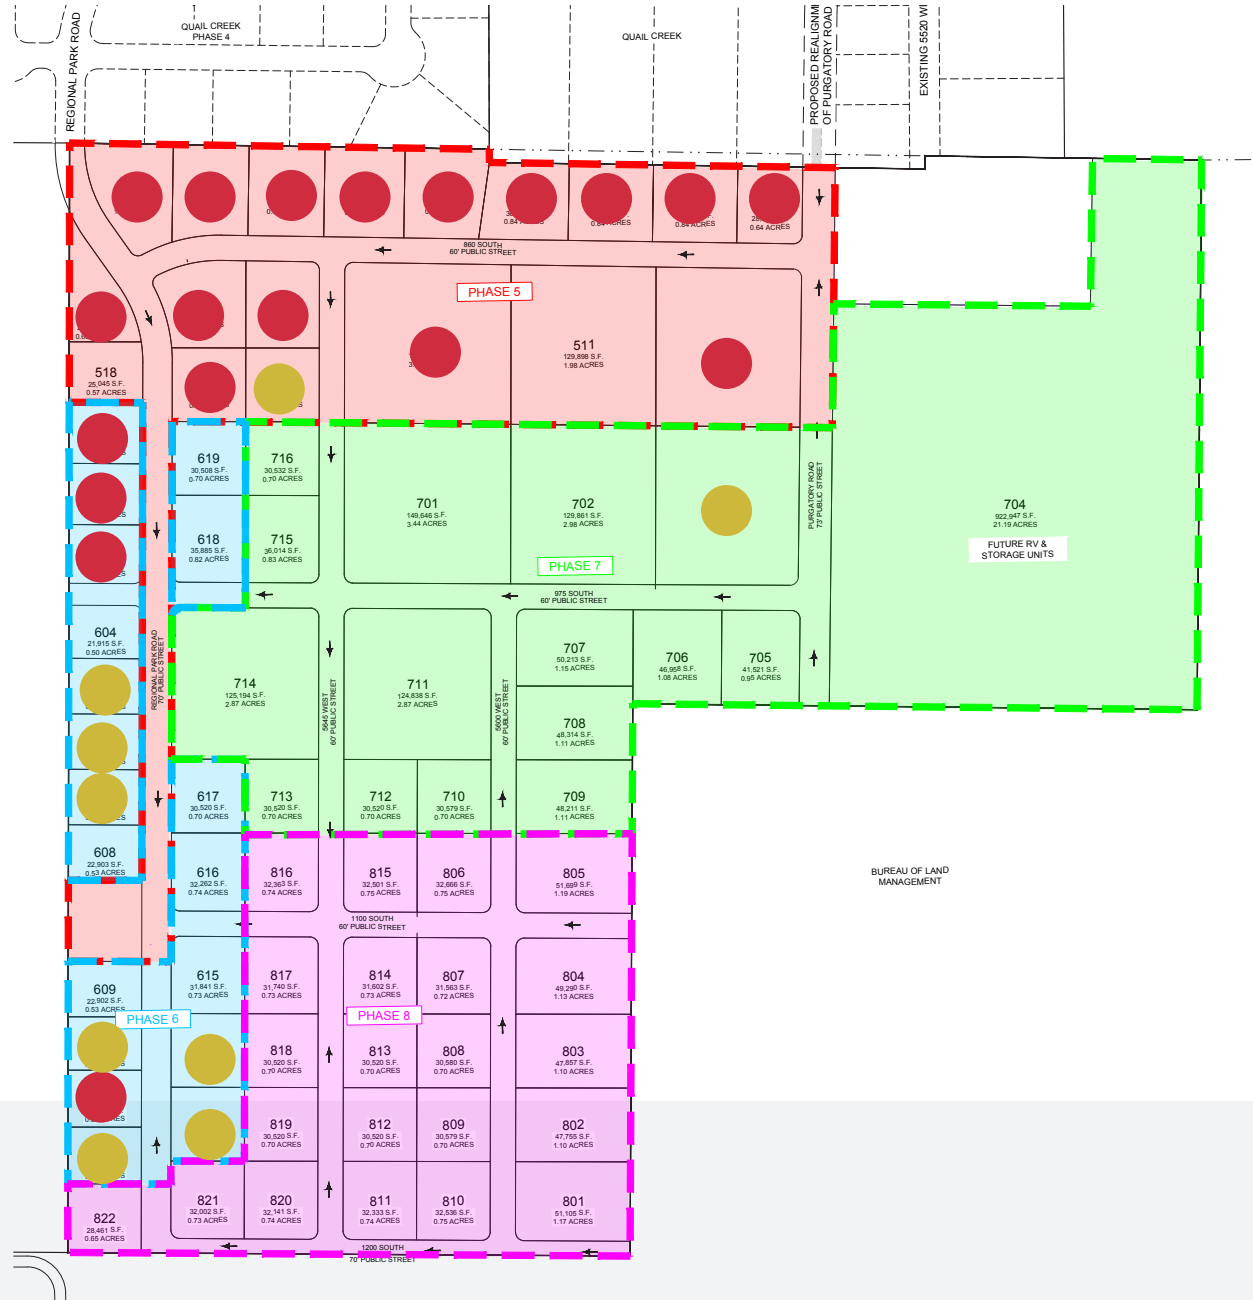 QUAIL CREEK
PHASE 4
QUAIL CREEK
REGIONAL PARK ROAD
PROPOSED REALIGNM
OF PURGATORY ROAD
EXISTING 5520 W
0.84 ACRES
0.84 ACRES
0.84 ACRES
0.64 ACRES
860 SOUTH
60' PUBLIC STREET
PHASE 5
511
129,898 S.F.
1.98 ACRES
518
25,045 S.F.
0.57 ACRES
619
30,508 S.F.
0.70 ACRES
716
30,532 S.F.
0.70 ACRES
701
149,646 S.F.
3.44 ACRES
702
129,861 S.F.
2.98 ACRES
PURGATORY ROAD
73' PUBLIC STREET
704
922,947 S.F.
21.19 ACRES
FUTURE RV &
STORAGE UNITS
618
35,885 S.F.
0.82 ACRES
715
36,014 S.F.
0.83 ACRES
PHASE 7
975 SOUTH
60' PUBLIC STREET
604
21,915 S.F.
0.50 ACRES
REGIONAL PARK ROAD
70' PUBLIC STREET
714
125,194 S.F.
2.87 ACRES
5645 WEST
60' PUBLIC STREET
711
124,838 S.F.
2.87 ACRES
5600 WEST
60' PUBLIC STREET
707
50,213 S.F.
1.15 ACRES
706
46,958 S.F.
1.08 ACRES
705
41,521 S.F.
0.95 ACRES
708
48,314 S.F.
1.11 ACRES
617
30,520 S.F.
0.70 ACRES
713
30,520 S.F.
0.70 ACRES
712
30,520 S.F.
0.70 ACRES
710
30,579 S.F.
0.70 ACRES
709
48,211 S.F.
1.11 ACRES
608
22,903 S.F.
0.53 ACRES
616
32,262 S.F.
0.74 ACRES
816
32,363 S.F.
0.74 ACRES
815
32,501 S.F.
0.75 ACRES
806
32,666 S.F.
0.75 ACRES
805
51,699 S.F.
1.19 ACRES
BUREAU OF LAND
MANAGEMENT
1100 SOUTH
60' PUBLIC STREET
609
22,902 S.F.
0.53 ACRES
615
31,841 S.F.
0.73 ACRES
817
31,740 S.F.
0.73 ACRES
814
31,602 S.F.
0.73 ACRES
807
31,563 S.F.
0.72 ACRES
804
49,290 S.F.
1.13 ACRES
PHASE 6
PHASE 8
818
30,520 S.F.
0.70 ACRES
813
30,520 S.F.
0.70 ACRES
808
30,580 S.F.
0.70 ACRES
803
47,857 S.F.
1.10 ACRES
819
30,520 S.F.
0.70 ACRES
812
30,520 S.F.
0.70 ACRES
809
30,579 S.F.
0.70 ACRES
802
47,755 S.F.
1.10 ACRES
822
28,461 S.F.
0.65 ACRES
821
32,002 S.F.
0.73 ACRES
820
32,141 S.F.
0.74 ACRES
811
32,333 S.F.
0.74 ACRES
810
32,536 S.F.
0.75 ACRES
801
51,105 S.F.
1.17 ACRES
1200 SOUTH
70' PUBLIC STREET